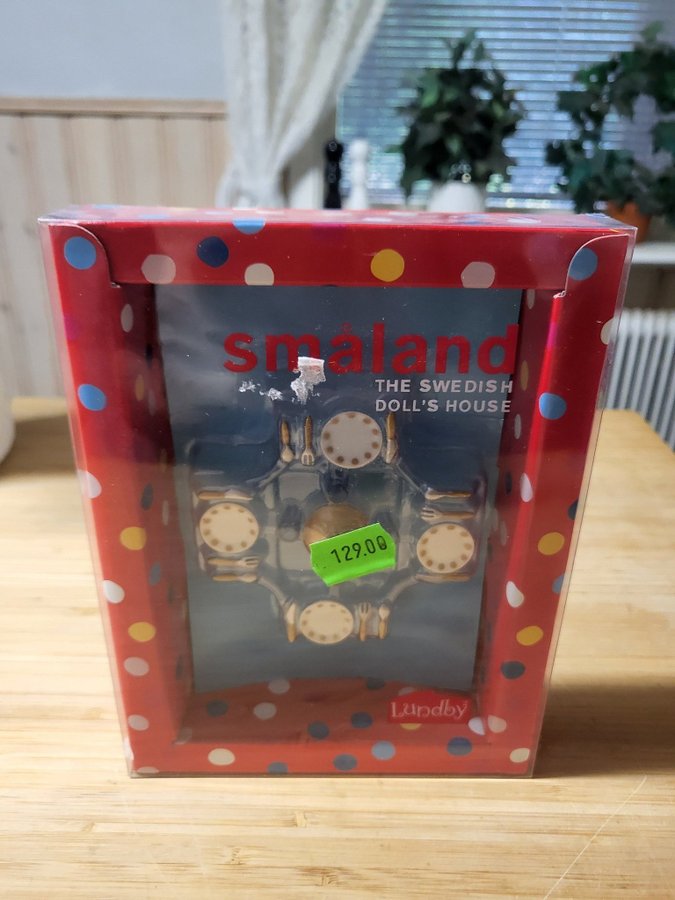 småland
THE SWEDISH
DOLL'S HOUSE
129.00
Lundby